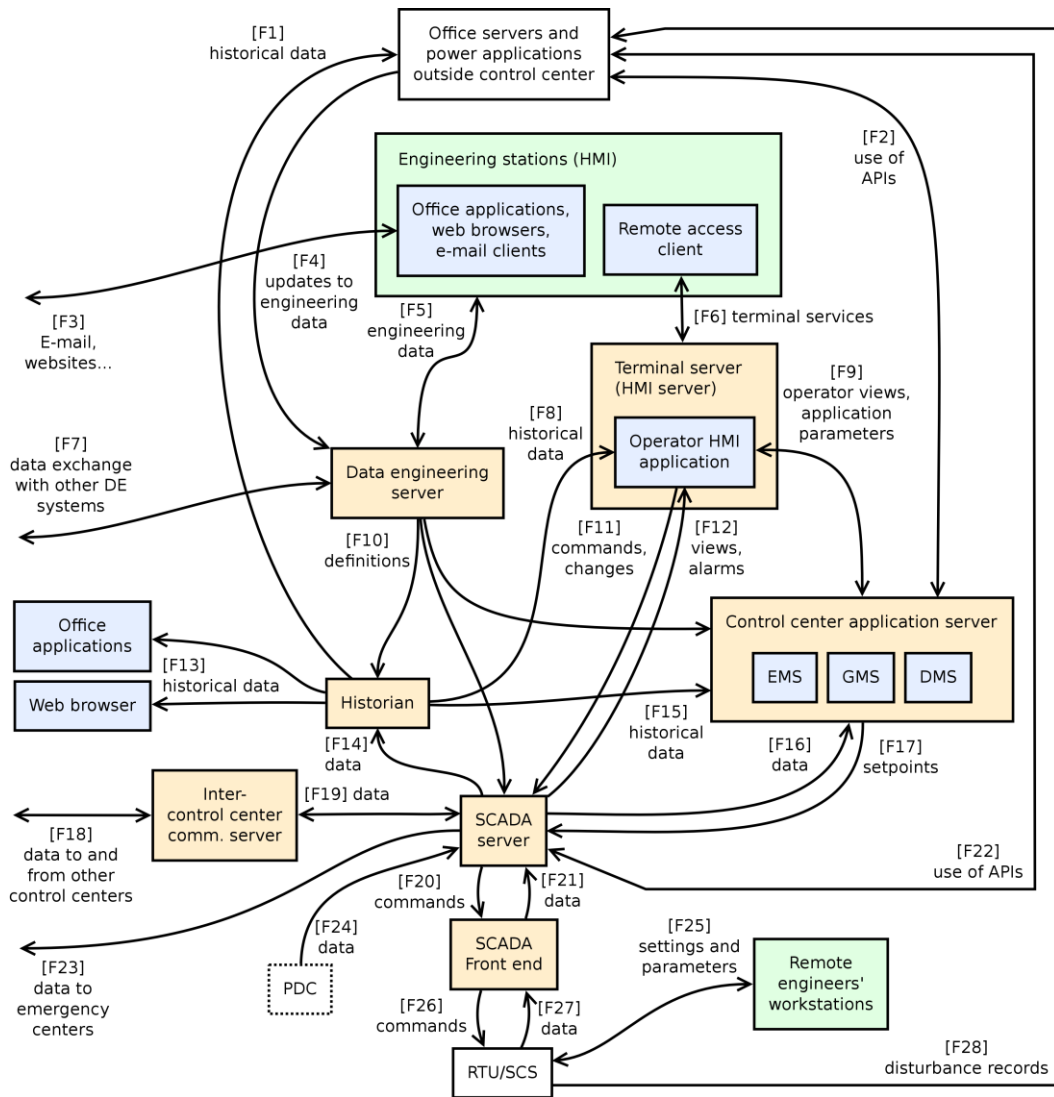 [F1]
historical data
Office servers and
power applications
outside control center
[F2]
use of
APIs
Engineering stations (HMI)
Office applications,
web browsers,
e-mail clients
Remote access
client
[F3]
E-mail,
websites...
[F4]
updates to
engineering
data
[F5]
engineering
data
[F6] terminal services
Terminal server
(HMI server)
Operator HMI
application
[F7]
data exchange
with other DE
systems
[F8]
historical
data
[F9]
operator views,
application
parameters
Data engineering
server
[F10]
definitions
[F11]
commands,
changes
[F12]
views,
alarms
Office
applications
Web browser
[F13]
historical data
Historian
Control center application server
EMS
GMS
DMS
[F14]
data
[F15]
historical
data
[F16]
data
[F17]
setpoints
Inter-
control center
comm. server
[F18]
data to and
from other
control centers
[F19] data
SCADA
server
[F20]
commands
[F21]
data
[F22]
use of APIs
[F23]
data to
emergency
centers
[F24]
data
PDC
SCADA
Front end
[F25]
settings and
parameters
Remote
engineers'
workstations
[F26]
commands
[F27]
data
RTU/SCS
[F28]
disturbance records